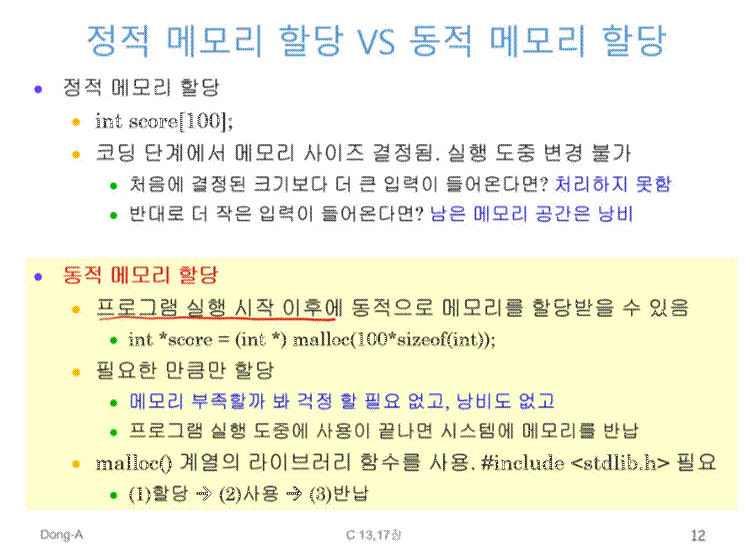 정적 메모리 할당 VS 동적 메모리 할당
정적 메모리 할당
int score[100];
코딩 단계에서 메모리 사이즈 결정됨. 실행 도중 변경 불가
처음에 결정된 크기보다 더 큰 입력이 들어온다면? 처리하지 못함
반대로 더 작은 입력이 들어온다면? 남은 메모리 공간은 낭비
동적 메모리 할당
프로그램 실행 시작 이후에 동적으로 메모리를 할당받을 수 있음
int *score = (int *) malloc(100*sizeof(int));
필요한 만큼만 할당
메모리 부족할까 봐 걱정 할 필요 없고, 낭비도 없고
프로그램 실행 도중에 사용이 끝나면 시스템에 메모리를 반납
malloc() 계열의 라이브러리 함수를 사용. #include <stdlib.h> 필요
(1)할당 → (2)사용 → (3)반납
Dong-A C 13,17장 12